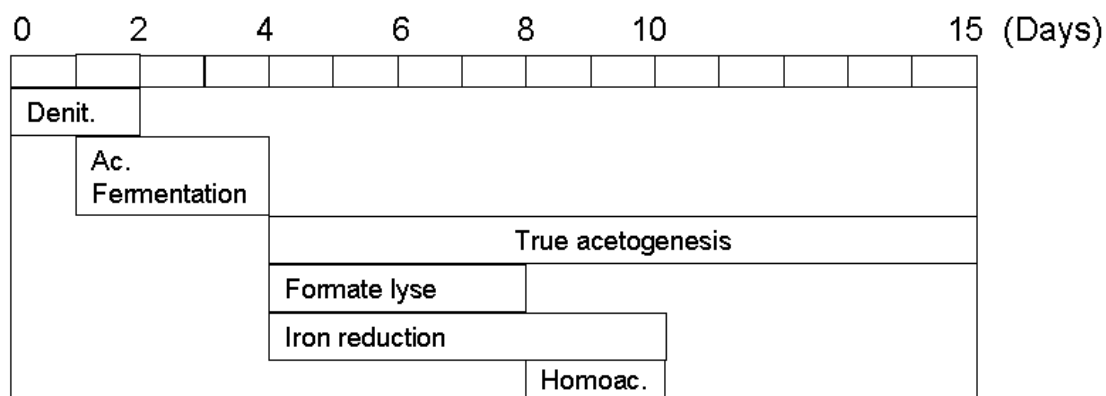 0 2 4 6 8 10 15 (Days)
Denit.
Ac.
Fermentation
True acetogenesis
Formate lyse
Iron reduction
Homoac.